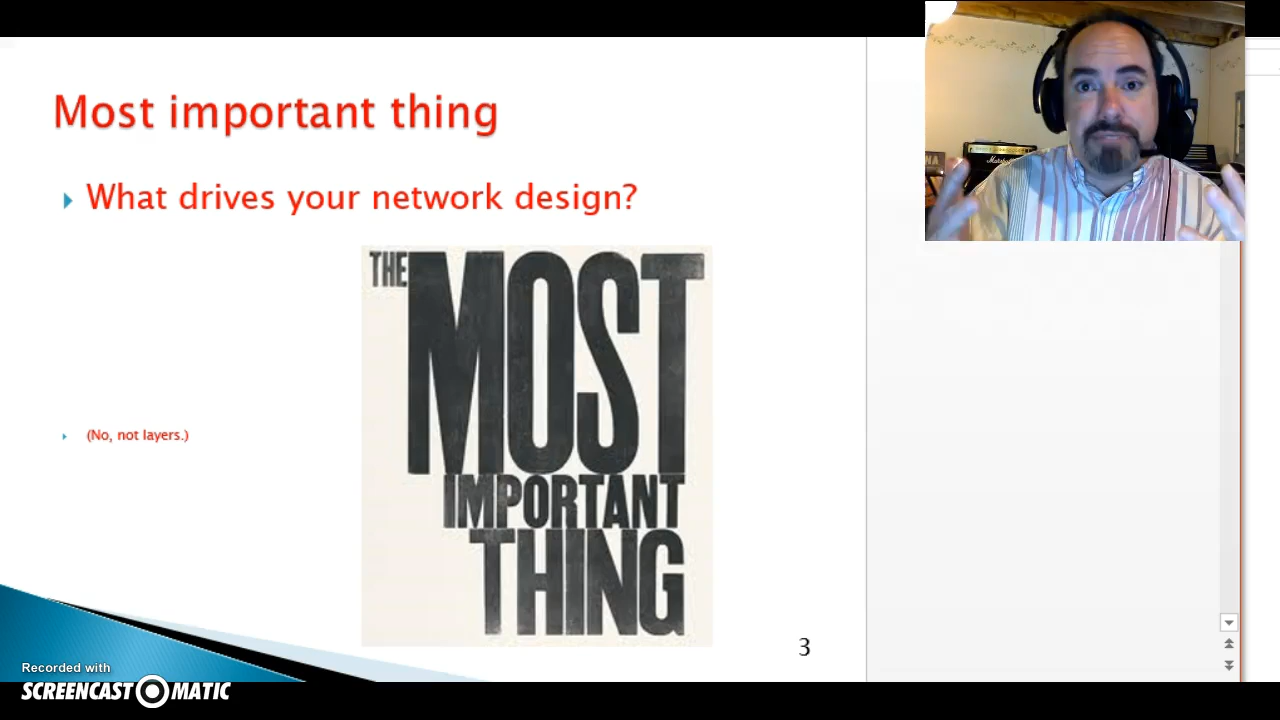 Most important thing
What drives your network design?
THE
MOST
IMPORTANT
THING
(No, not layers.)
3
Recorded with
SCREENCAST-O-MATIC
Marshall